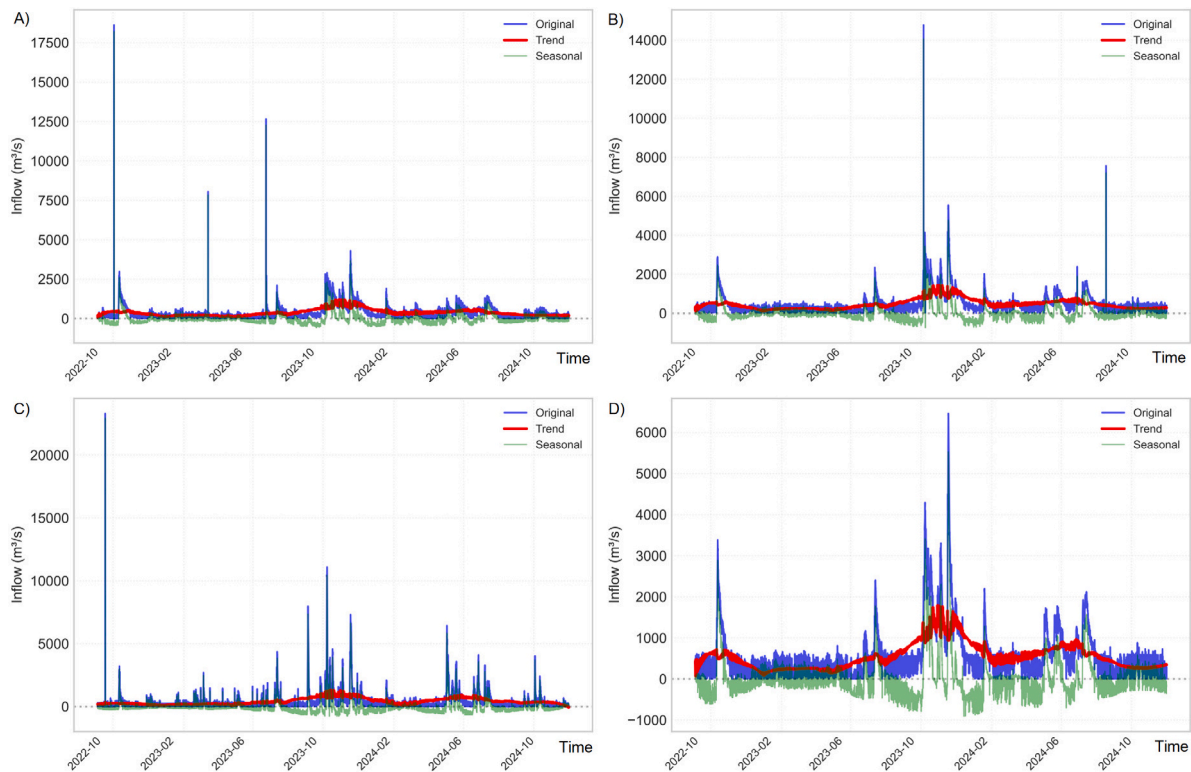 A)
Original
Trend
Seasonal
17500
15000
12500
10000
7500
5000
2500
0
Inflow (m³/s)
2022-10
2023-02
2023-06
2023-10
2024-02
2024-06
2024-10
Time
B)
Original
Trend
Seasonal
14000
12000
10000
8000
6000
4000
2000
0
Inflow (m³/s)
2022-10
2023-02
2023-06
2023-10
2024-02
2024-06
2024-10
Time
C)
Original
Trend
Seasonal
20000
15000
10000
5000
0
Inflow (m³/s)
2022-10
2023-02
2023-06
2023-10
2024-02
2024-06
2024-10
Time
D)
Original
Trend
Seasonal
6000
5000
4000
3000
2000
1000
0
−1000
Inflow (m³/s)
2022-10
2023-02
2023-06
2023-10
2024-02
2024-06
2024-10
Time